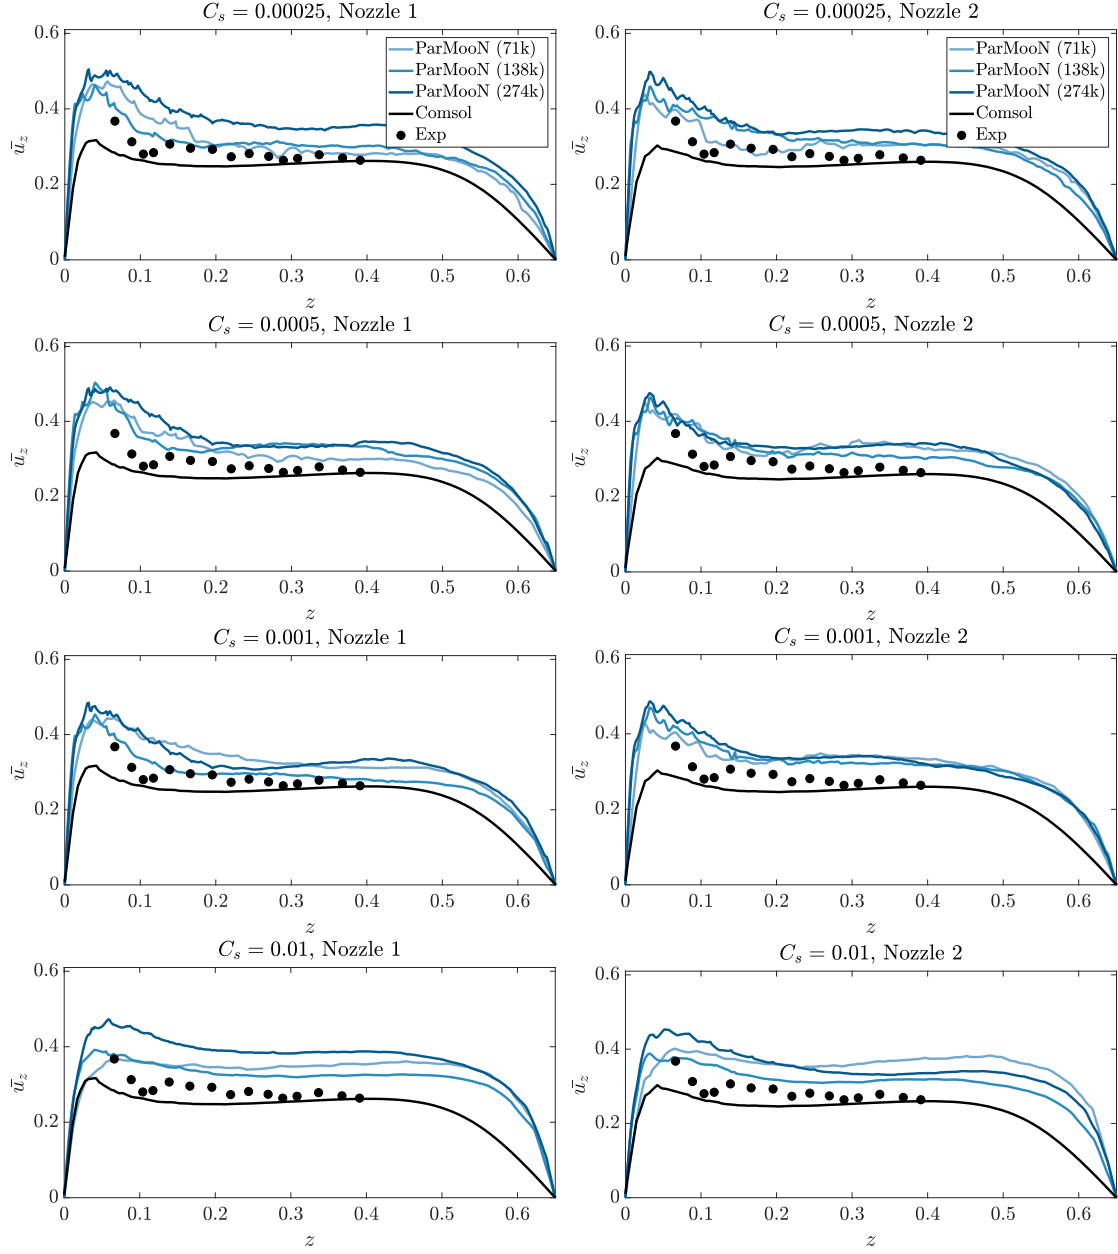 C_s = 0.00025, Nozzle 1
0.6
0.4
0.2
0
ū_z
ParMooN (71k)
ParMooN (138k)
ParMooN (274k)
Comsol
Exp
0 0.1 0.2 0.3 0.4 0.5 0.6
z
C_s = 0.00025, Nozzle 2
0.6
0.4
0.2
0
ū_z
ParMooN (71k)
ParMooN (138k)
ParMooN (274k)
Comsol
Exp
0 0.1 0.2 0.3 0.4 0.5 0.6
z
C_s = 0.0005, Nozzle 1
0.6
0.4
0.2
0
ū_z
0 0.1 0.2 0.3 0.4 0.5 0.6
z
C_s = 0.0005, Nozzle 2
0.6
0.4
0.2
0
ū_z
0 0.1 0.2 0.3 0.4 0.5 0.6
z
C_s = 0.001, Nozzle 1
0.6
0.4
0.2
0
ū_z
0 0.1 0.2 0.3 0.4 0.5 0.6
z
C_s = 0.001, Nozzle 2
0.6
0.4
0.2
0
ū_z
0 0.1 0.2 0.3 0.4 0.5 0.6
z
C_s = 0.01, Nozzle 1
0.6
0.4
0.2
0
ū_z
0 0.1 0.2 0.3 0.4 0.5 0.6
z
C_s = 0.01, Nozzle 2
0.6
0.4
0.2
0
ū_z
0 0.1 0.2 0.3 0.4 0.5 0.6
z